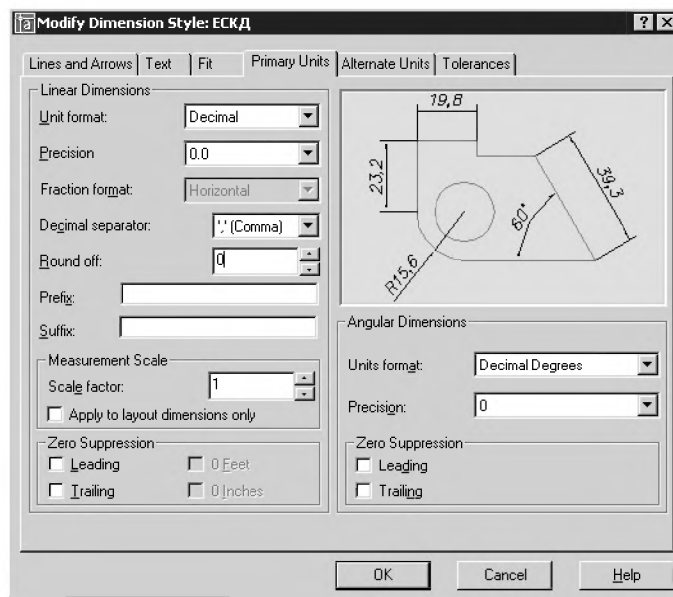 Modify Dimension Style: ЕСКД
Lines and Arrows Text Fit Primary Units Alternate Units Tolerances
Linear Dimensions
Unit format: Decimal
Precision 0.0
Fraction format: Horizontal
Decimal separator: ',' (Comma)
Round off: 0
Prefix:
Suffix:
Measurement Scale
Scale factor: 1
Apply to layout dimensions only
Zero Suppression
Leading 0 Feet
Trailing 0 Inches
19,8
23,2
39,3
60°
R15,6
Angular Dimensions
Units format: Decimal Degrees
Precision: 0
Zero Suppression
Leading
Trailing
OK Cancel Help